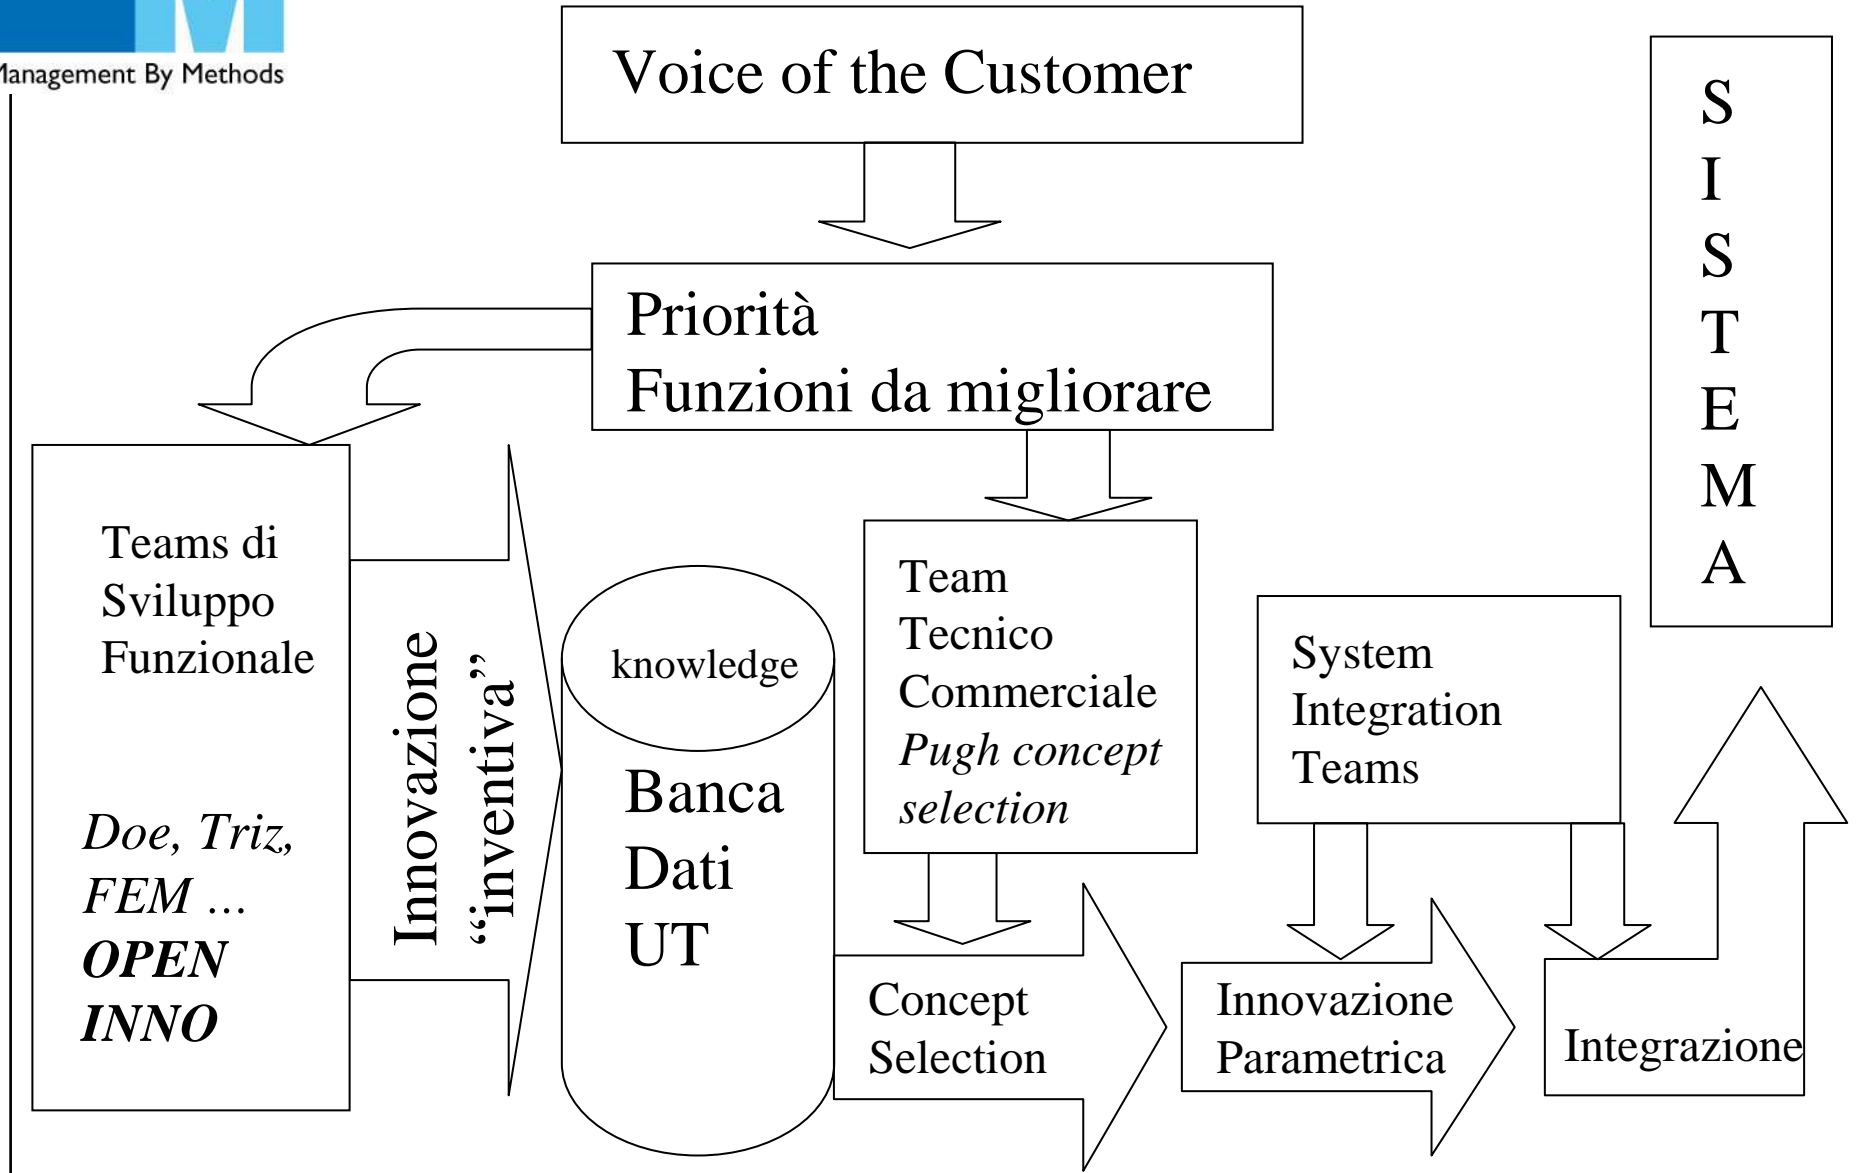 Management By Methods
Voice of the Customer
S
I
S
T
E
M
A
Priorità
Funzioni da migliorare
Teams di
Sviluppo
Funzionale
Doe, Triz,
FEM ...
OPEN
INNO
Innovazione
“inventiva”
knowledge
Banca
Dati
UT
Team
Tecnico
Commerciale
Pugh concept
selection
System
Integration
Teams
Concept
Selection
Innovazione
Parametrica
Integrazione